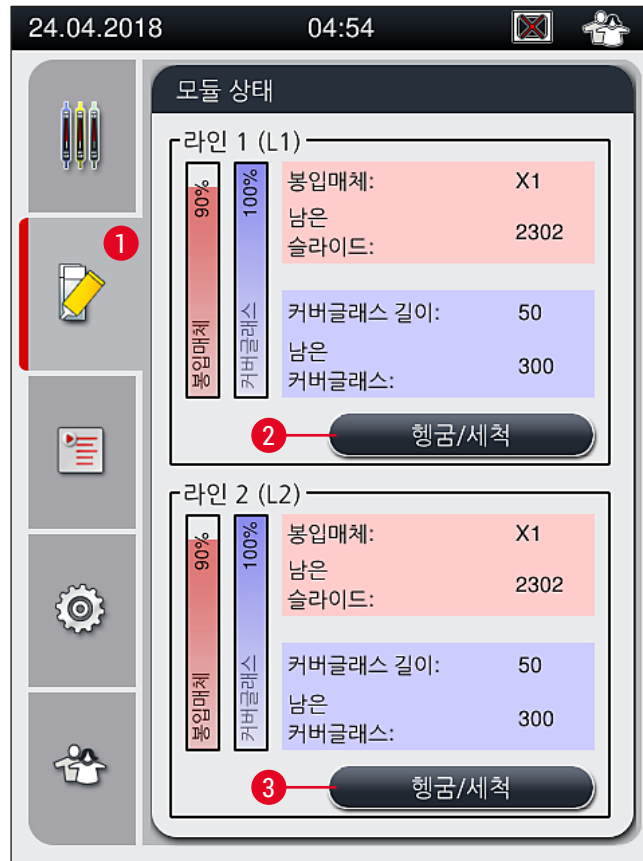 24.04.2018 04:54
모듈 상태
1
라인 1 (L1)
90%
봉입매체
100%
커버글래스
봉입매체: X1
남은
슬라이드: 2302
커버글래스 길이: 50
남은
커버글래스: 300
2
헹굼/세척
라인 2 (L2)
90%
봉입매체
100%
커버글래스
봉입매체: X1
남은
슬라이드: 2302
커버글래스 길이: 50
남은
커버글래스: 300
3
헹굼/세척